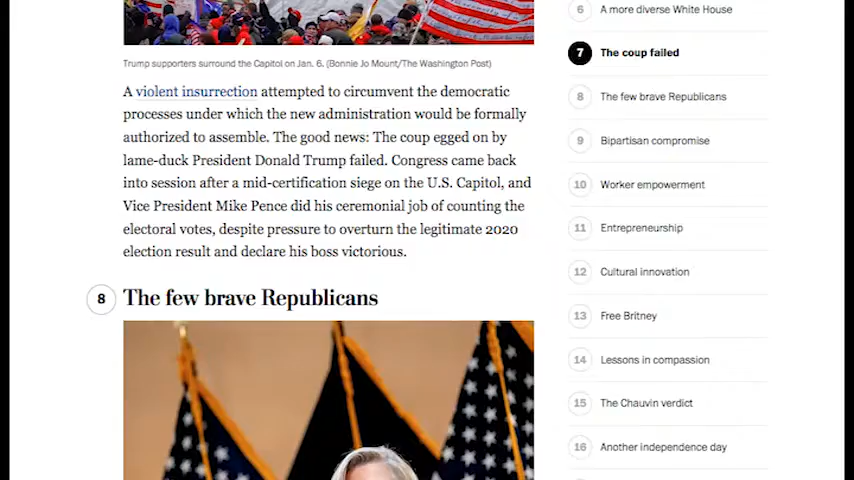 Trump supporters surround the Capitol on Jan. 6. (Bonnie Jo Mount/The Washington Post)
A violent insurrection attempted to circumvent the democratic
processes under which the new administration would be formally
authorized to assemble. The good news: The coup egged on by
lame-duck President Donald Trump failed. Congress came back
into session after a mid-certification siege on the U.S. Capitol, and
Vice President Mike Pence did his ceremonial job of counting the
electoral votes, despite pressure to overturn the legitimate 2020
election result and declare his boss victorious.
8 The few brave Republicans
6 A more diverse White House
7 The coup failed
8 The few brave Republicans
9 Bipartisan compromise
10 Worker empowerment
11 Entrepreneurship
12 Cultural innovation
13 Free Britney
14 Lessons in compassion
15 The Chauvin verdict
16 Another independence day